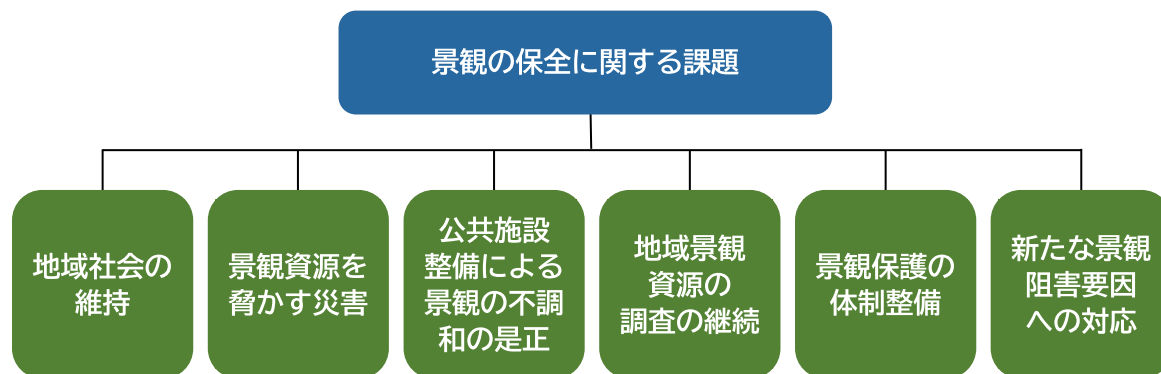 景観の保全に関する課題
地域社会の
維持
景観資源を
脅かす災害
公共施設
整備による
景観の不調
和の是正
地域景観
資源の
調査の継続
景観保護の
体制整備
新たな景観
阻害要因
への対応